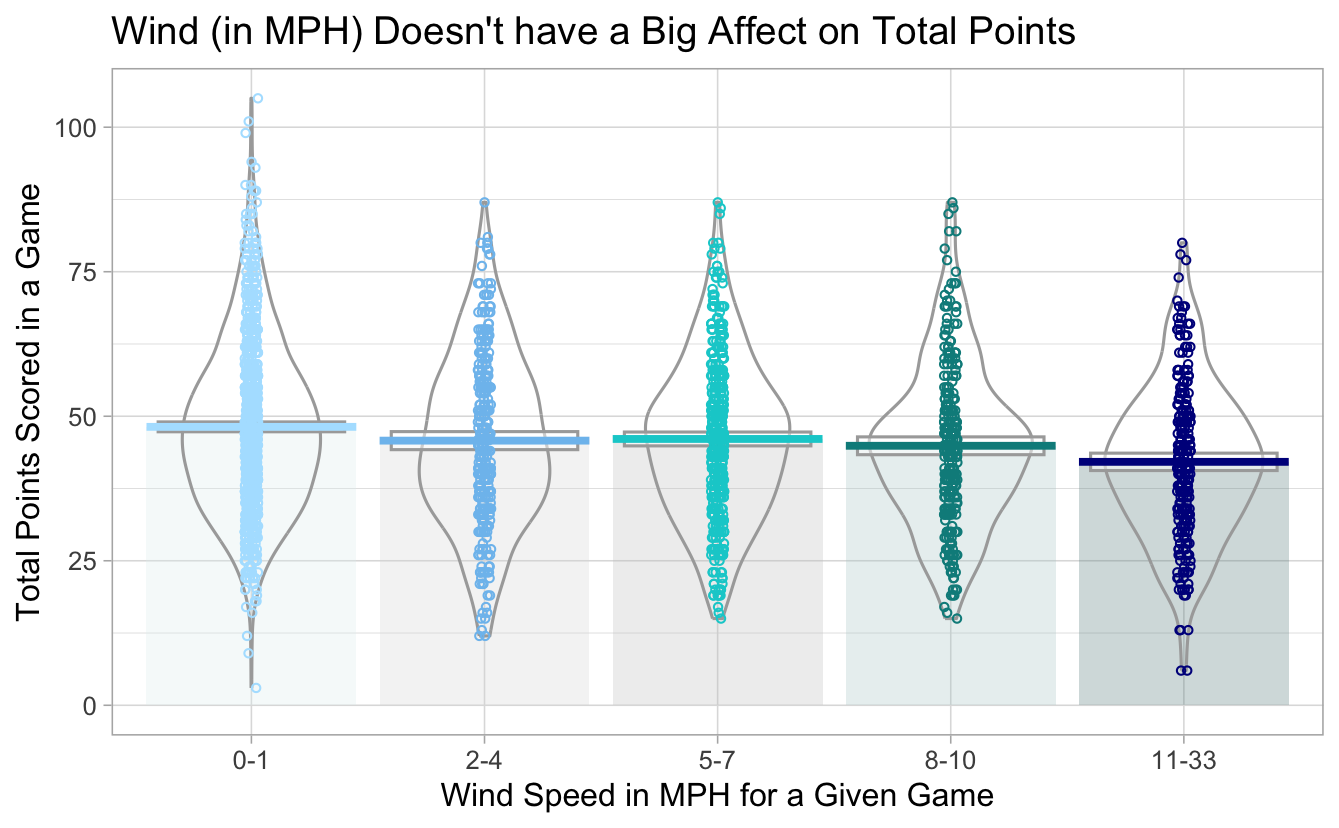 Wind (in MPH) Doesn't have a Big Affect on Total Points
Total Points Scored in a Game
100
75
50
25
0
0-1 2-4 5-7 8-10 11-33
Wind Speed in MPH for a Given Game